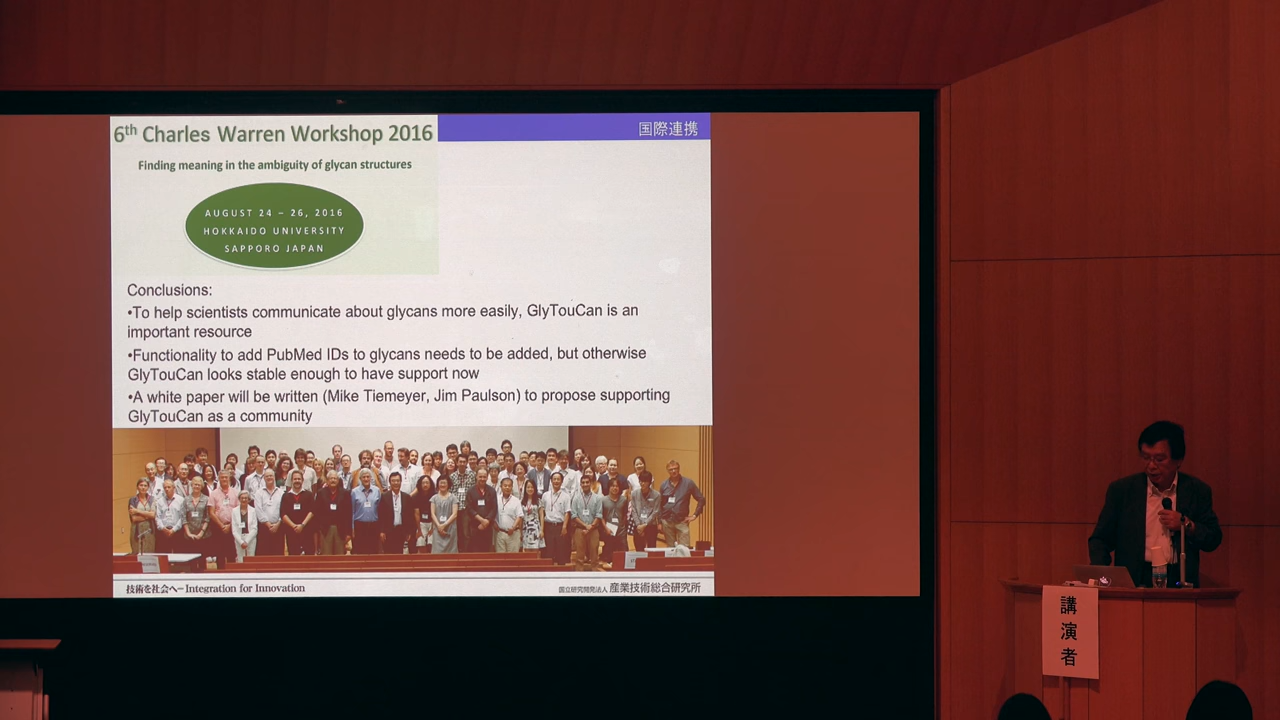 6th Charles Warren Workshop 2016
国際連携
Finding meaning in the ambiguity of glycan structures
AUGUST 24 – 26, 2016
HOKKAIDO UNIVERSITY
SAPPORO JAPAN
Conclusions:
•To help scientists communicate about glycans more easily, GlyTouCan is an
important resource
•Functionality to add PubMed IDs to glycans needs to be added, but otherwise
GlyTouCan looks stable enough to have support now
•A white paper will be written (Mike Tiemeyer, Jim Paulson) to propose supporting
GlyTouCan as a community
技術を社会へ－Integration for Innovation
国立研究開発法人 産業技術総合研究所
講演者